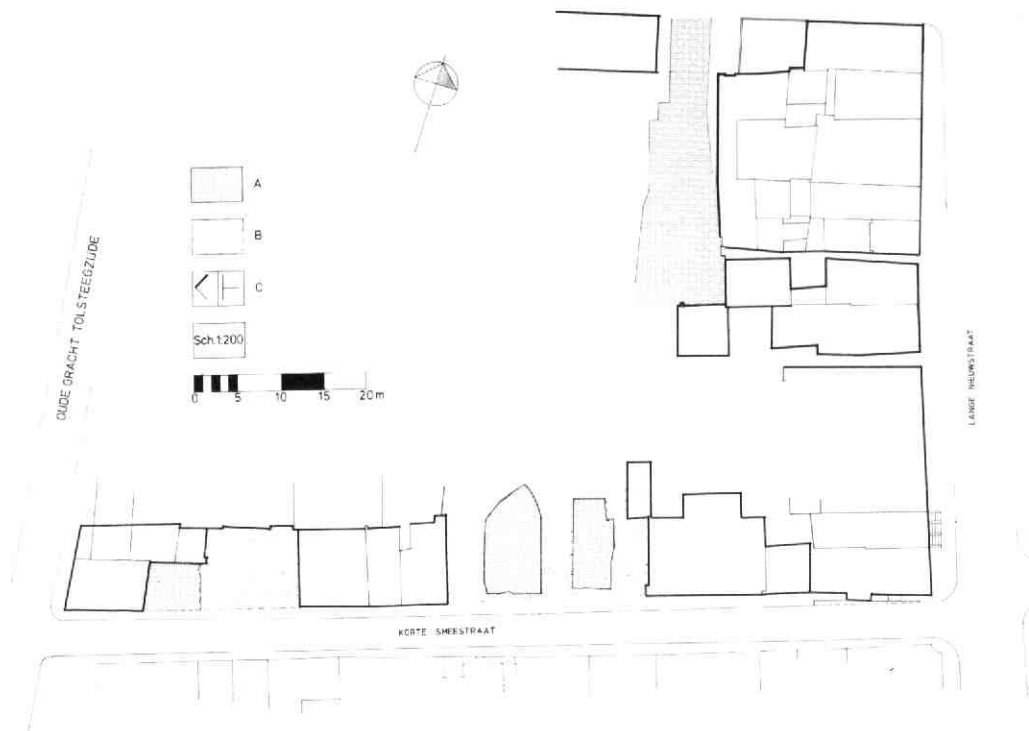 A
B
C
Sch.1:200
0 5 10 15 20 m
OUDE GRACHT TOLSTEEGZIJDE
LANGE NIEUWSTRAAT
KORTE SMEESTRAAT